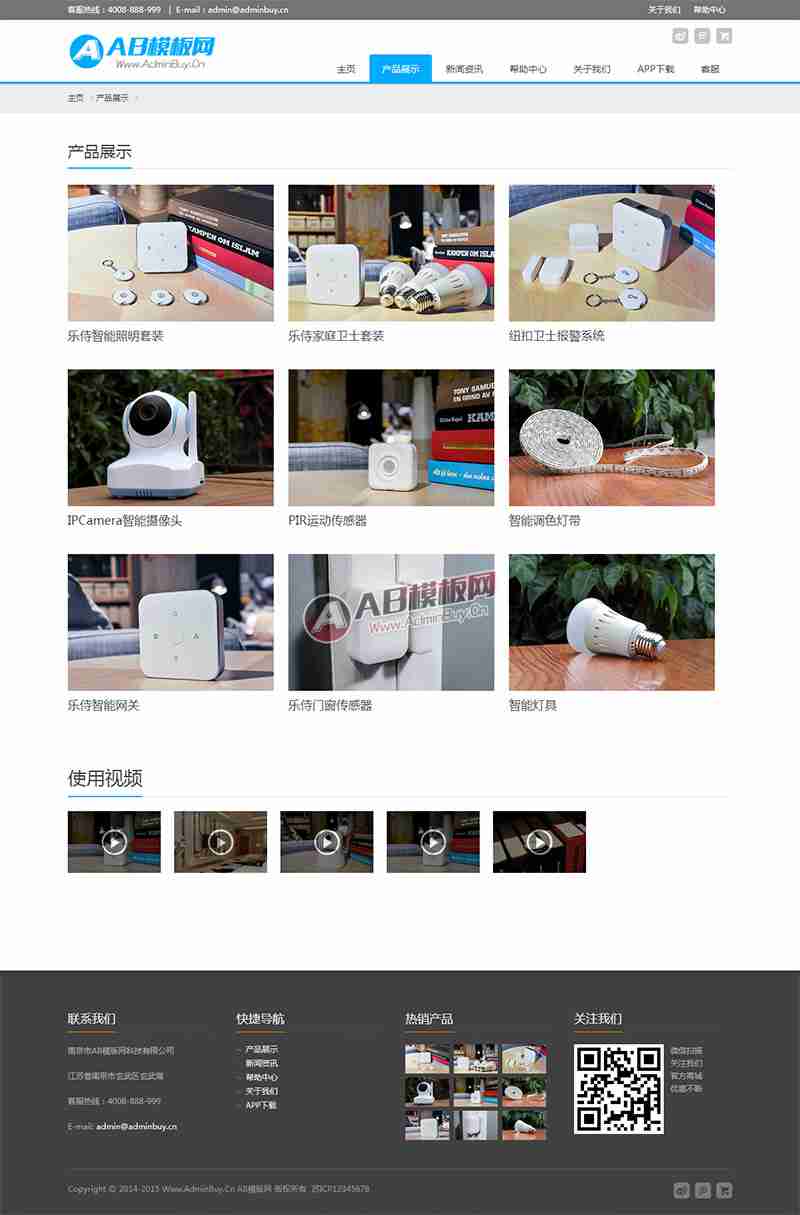 客服热线：4008-888-999 | E-mail：admin@adminbuy.cn
关于我们 帮助中心
AB模板网
Www.AdminBuy.Cn
主页 产品展示 新闻资讯 帮助中心 关于我们 APP下载 客服
主页 > 产品展示 >
产品展示
KAMPEN OM ISLAM
KAMPEN OM ISLAM
乐侍智能照明套装 乐侍家庭卫士套装 纽扣卫士报警系统
TONY SAMUE
EN GRIND AV
KAM
IPCamera智能摄像头 PIR运动传感器 智能调色灯带
AB模板网
Www.AdminBuy.Cn
乐侍智能网关 乐侍门窗传感器 智能灯具
使用视频
联系我们 快捷导航 热销产品 关注我们
南京市AB模板网科技有限公司
江苏省南京市玄武区玄武湖
客服热线：4008-888-999
E-mail: admin@adminbuy.cn
产品展示
新闻资讯
帮助中心
关于我们
APP下载
微信扫描
关注我们
官方商城
优惠不断
Copyright © 2014-2015 Www.AdminBuy.Cn AB模板网 版权所有 苏ICP12345678